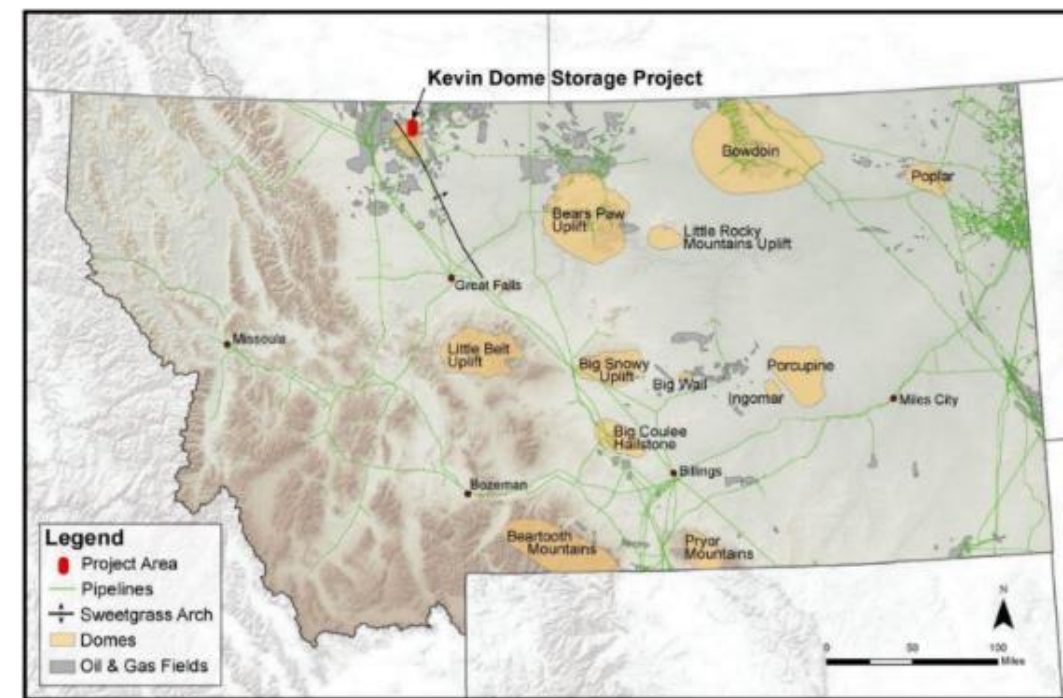 Kevin Dome Storage Project
Bowdoin
Poplar
Bears Paw
Uplift
Little Rocky
Mountains Uplift
Great Falls
Missoula
Little Belt
Uplift
Big Snowy
Uplift
Big Wall
Porcupine
Ingomar
Miles City
Big Coulee
Hailstone
Billings
Bozeman
Beartooth
Mountains
Pryor
Mountains
Legend
Project Area
Pipelines
Sweetgrass Arch
Domes
Oil & Gas Fields
N
0 50 100
Miles